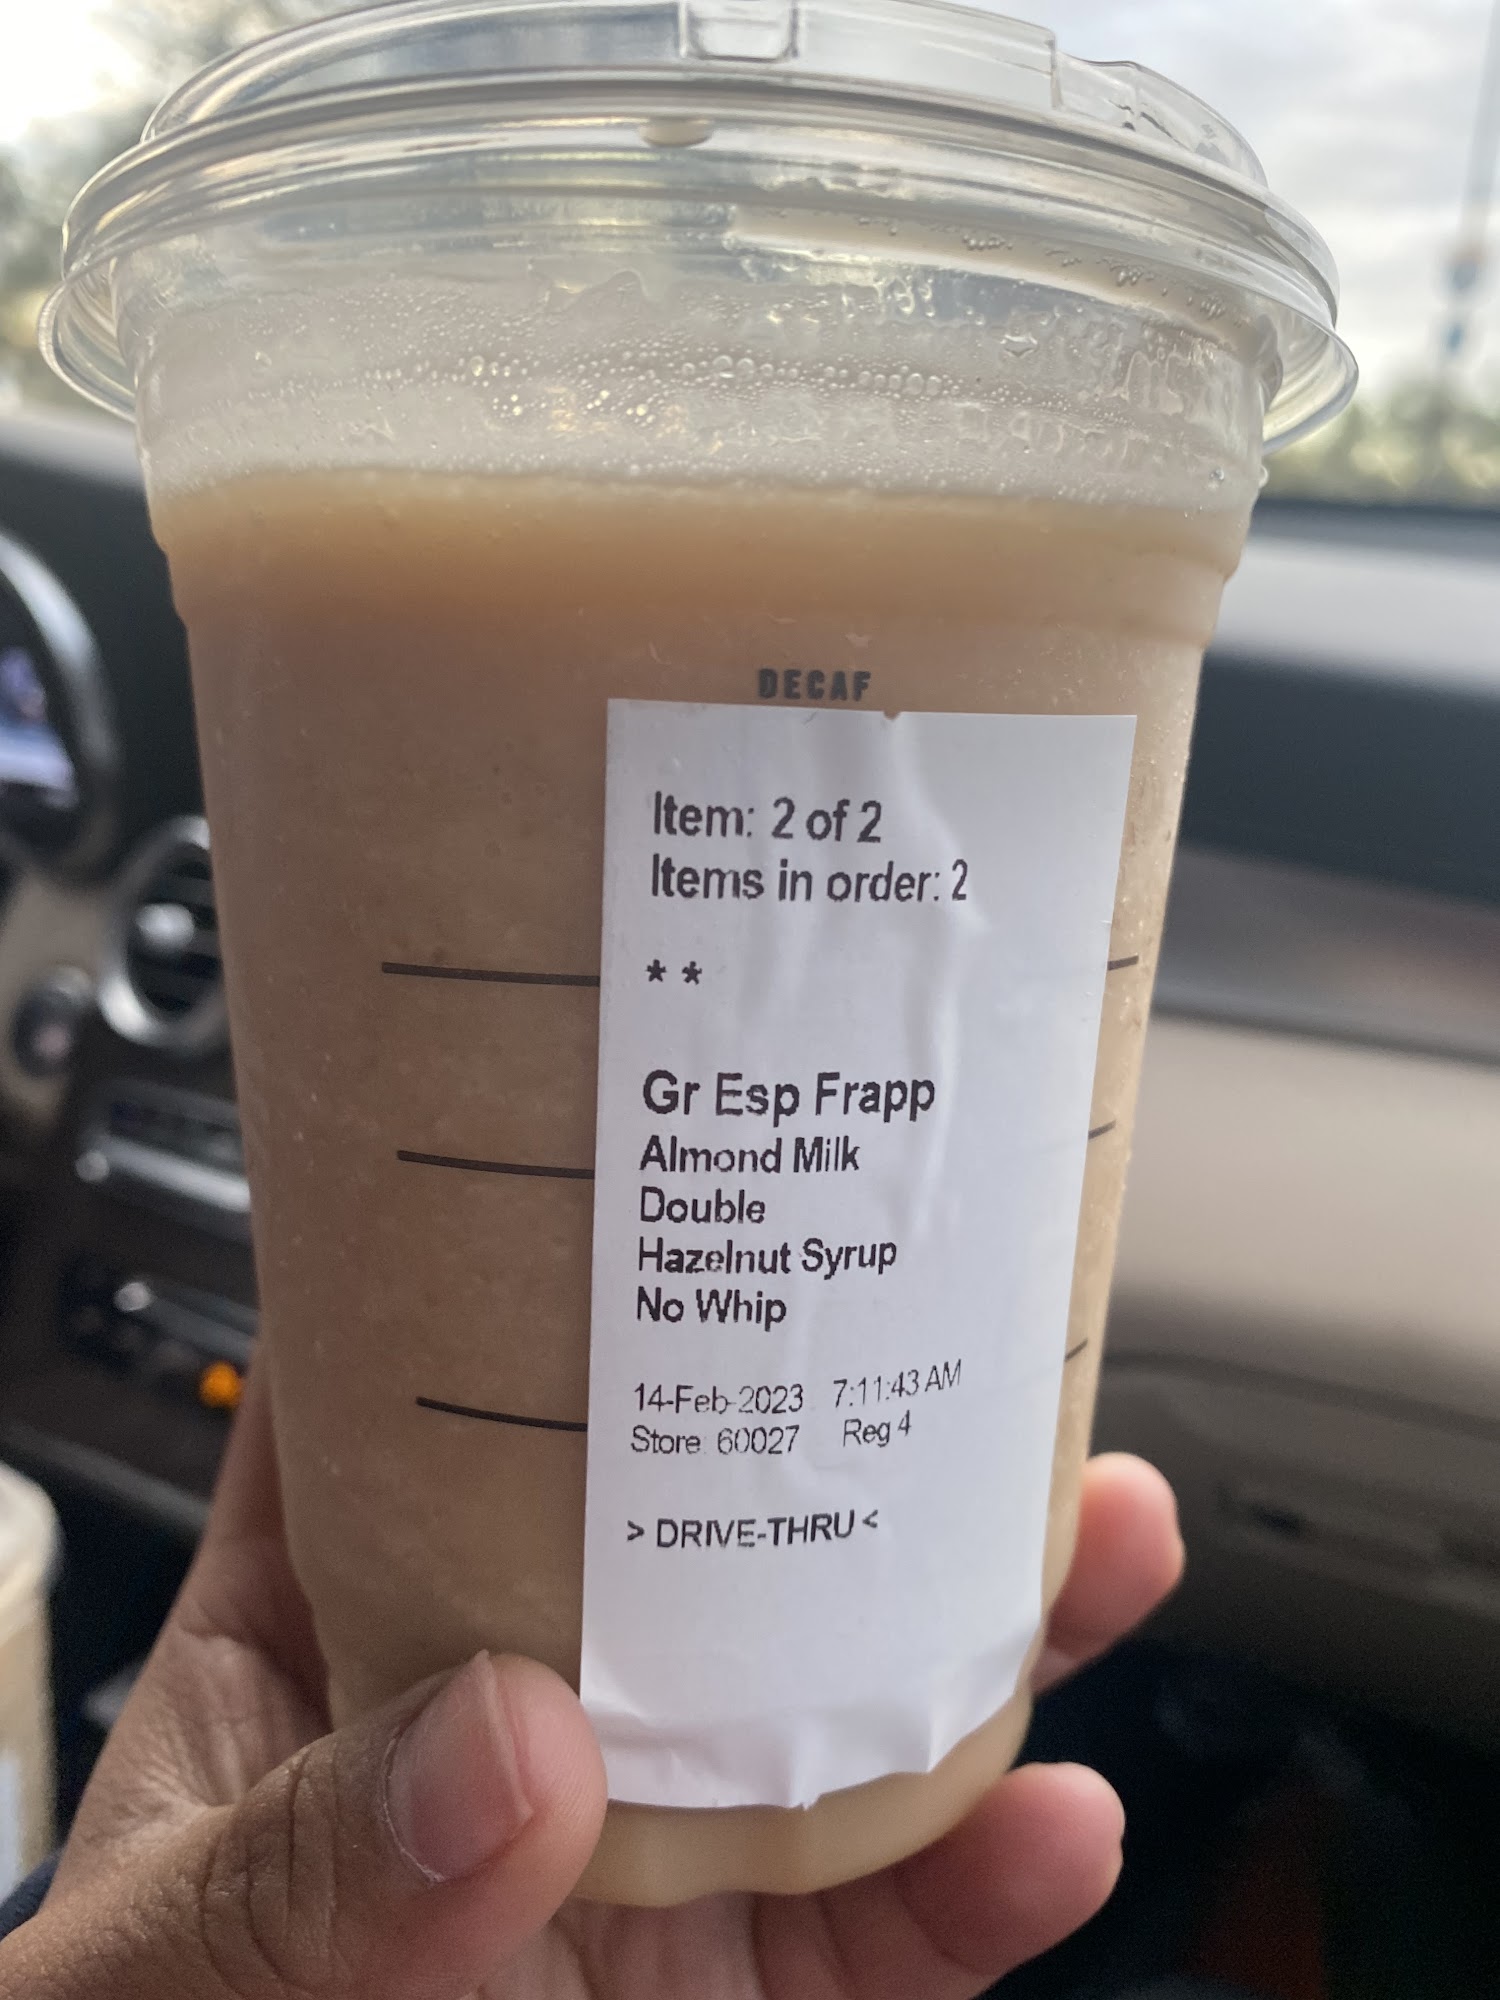 DECAF
Item: 2 of 2
Items in order: 2
* *
Gr Esp Frapp
Almond Milk
Double
Hazelnut Syrup
No Whip
14-Feb-2023 7:11:43 AM
Store: 60027 Reg 4
> DRIVE-THRU <